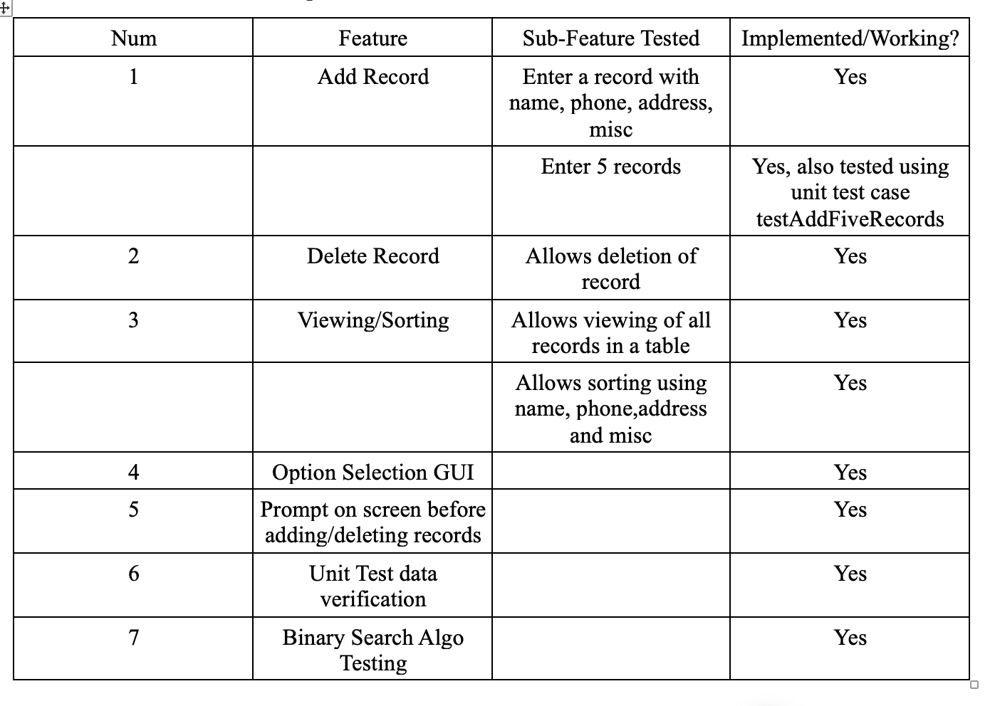 Num Feature Sub-Feature Tested Implemented/Working?
1 Add Record Enter a record with Yes
name, phone, address,
misc
Enter 5 records Yes, also tested using
unit test case
testAddFiveRecords
2 Delete Record Allows deletion of Yes
record
3 Viewing/Sorting Allows viewing of all Yes
records in a table
Allows sorting using Yes
name, phone,address
and misc
4 Option Selection GUI Yes
5 Prompt on screen before Yes
adding/deleting records
6 Unit Test data Yes
verification
7 Binary Search Algo Yes
Testing